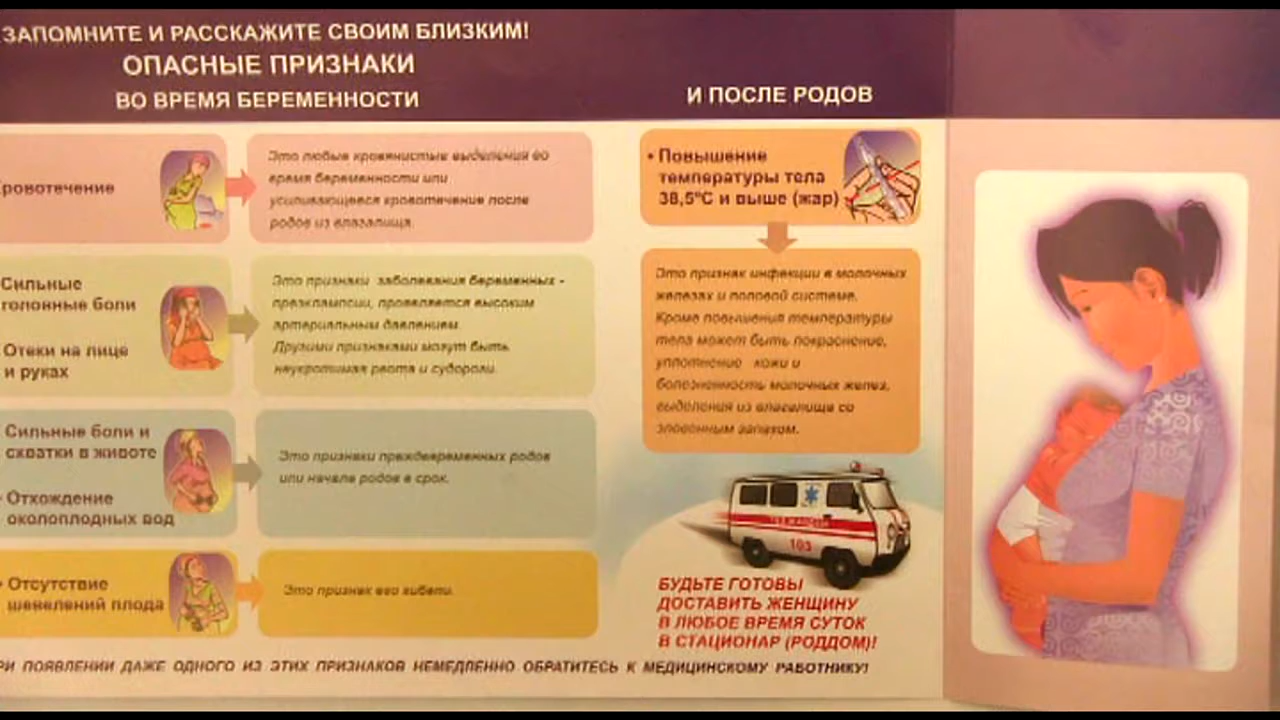 ЗАПОМНИТЕ И РАССКАЖИТЕ СВОИМ БЛИЗКИМ!
ОПАСНЫЕ ПРИЗНАКИ
ВО ВРЕМЯ БЕРЕМЕННОСТИ
И ПОСЛЕ РОДОВ
ровотечение
Это любые кровянистые выделения во
время беременности или
усиливающееся кровотечение после
родов из влагалища.
Сильные
головные боли
Отеки на лице
и руках
Это признаки заболевания беременных -
преэклампсии, проявляется высоким
артериальным давлением.
Другими признаками могут быть
неукротимая рвота и судороги.
Сильные боли и
схватки в животе
• Отхождение
околоплодных вод
Это признаки преждевременных родов
или начала родов в срок.
• Отсутствие
шевелений плода
Это признак его гибели.
• Повышение
температуры тела
38,5°С и выше (жар)
Это признак инфекции в молочных
железах и половой системе.
Кроме повышения температуры
тела может быть покраснение,
уплотнение кожи и
болезненность молочных желез,
выделения из влагалища со
зловонным запахом.
103
БУДЬТЕ ГОТОВЫ
ДОСТАВИТЬ ЖЕНЩИНУ
В ЛЮБОЕ ВРЕМЯ СУТОК
В СТАЦИОНАР (РОДДОМ)!
РИ ПОЯВЛЕНИИ ДАЖЕ ОДНОГО ИЗ ЭТИХ ПРИЗНАКОВ НЕМЕДЛЕННО ОБРАТИТЕСЬ К МЕДИЦИНСКОМУ РАБОТНИКУ!